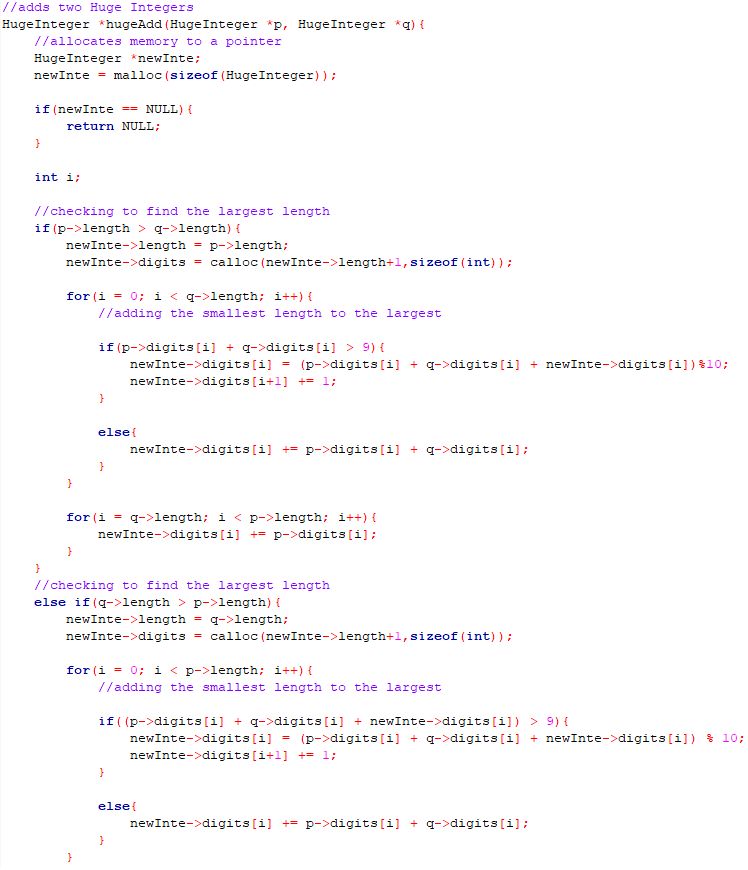 //adds two Huge Integers
HugeInteger *hugeAdd(HugeInteger *p, HugeInteger *q){
    //allocates memory to a pointer
    HugeInteger *newInte;
    newInte = malloc(sizeof(HugeInteger));

    if(newInte == NULL){
        return NULL;
    }

    int i;

    //checking to find the largest length
    if(p->length > q->length){
        newInte->length = p->length;
        newInte->digits = calloc(newInte->length+1,sizeof(int));

        for(i = 0; i < q->length; i++){
            //adding the smallest length to the largest

            if(p->digits[i] + q->digits[i] > 9){
                newInte->digits[i] = (p->digits[i] + q->digits[i] + newInte->digits[i])%10;
                newInte->digits[i+1] += 1;
            }

            else{
                newInte->digits[i] += p->digits[i] + q->digits[i];
            }
        }

        for(i = q->length; i < p->length; i++){
            newInte->digits[i] += p->digits[i];
        }
    }
    //checking to find the largest length
    else if(q->length > p->length){
        newInte->length = q->length;
        newInte->digits = calloc(newInte->length+1,sizeof(int));

        for(i = 0; i < p->length; i++){
            //adding the smallest length to the largest

            if((p->digits[i] + q->digits[i] + newInte->digits[i]) > 9){
                newInte->digits[i] = (p->digits[i] + q->digits[i] + newInte->digits[i]) % 10;
                newInte->digits[i+1] += 1;
            }

            else{
                newInte->digits[i] += p->digits[i] + q->digits[i];
            }
        }